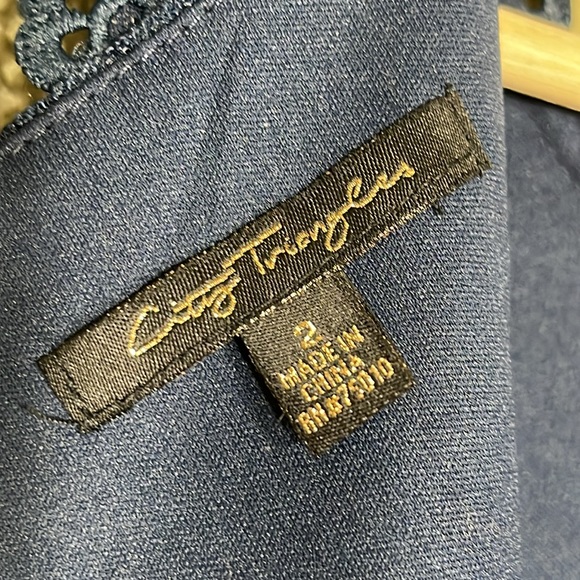 City Triangles
2
MADE IN
CHINA
RN#75010